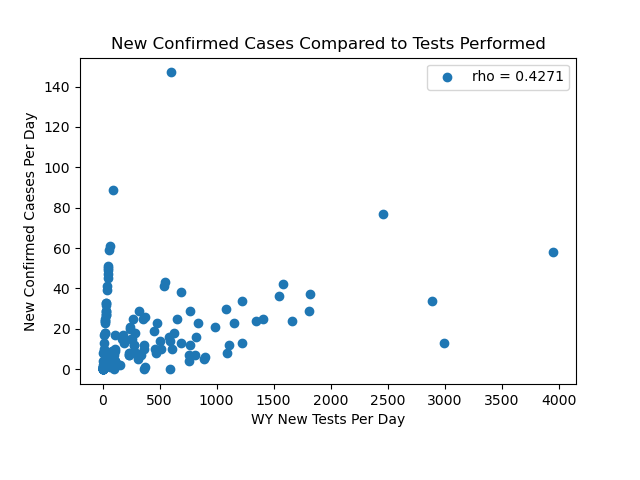 New Confirmed Cases Compared to Tests Performed
rho = 0.4271
New Confirmed Caeses Per Day
140
120
100
80
60
40
20
0
0 500 1000 1500 2000 2500 3000 3500 4000
WY New Tests Per Day